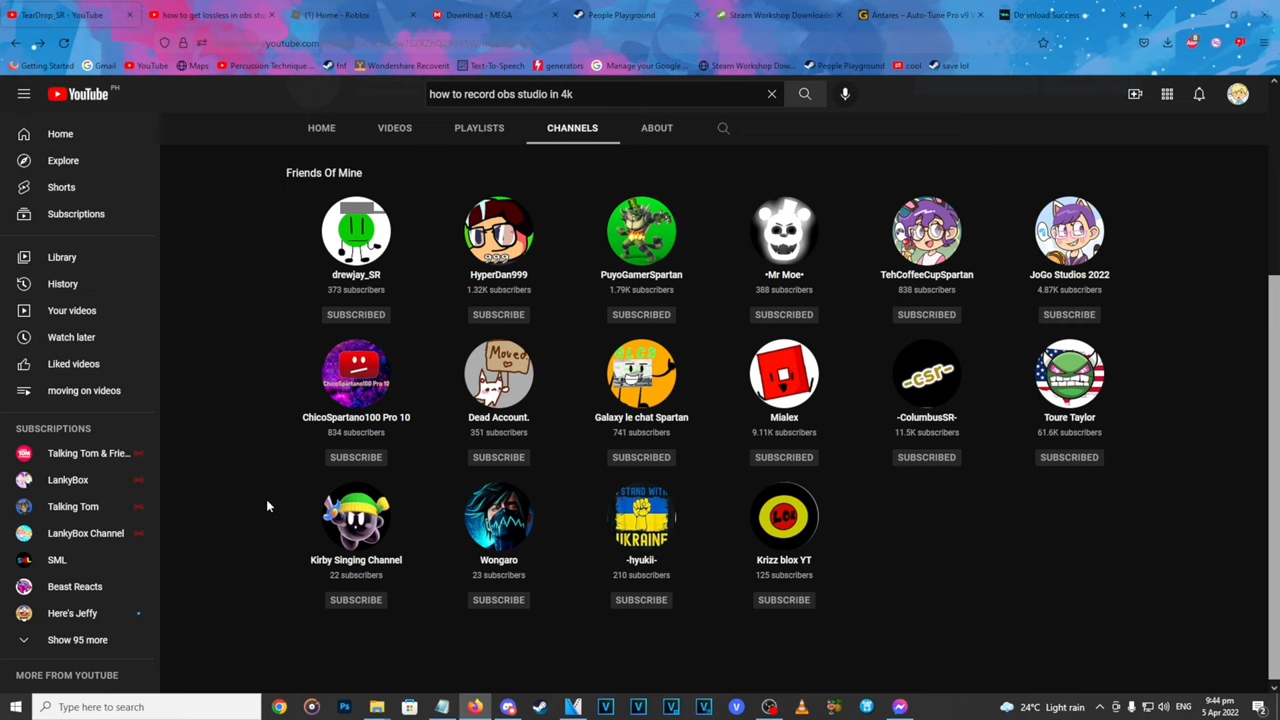 TearDrop_SR - YouTube
how to get lossless in obs stu
(1) Home - Roblox
Download - MEGA
People Playground
Steam Workshop Downloade
Antares – Auto-Tune Pro v9 V
Download Success
youtube.com
Getting Started
Gmail
YouTube
Maps
Percussion Technique ...
fnf
Wondershare Recoverit
Text-To-Speech
generators
Manage your Google ...
Steam Workshop Dow...
People Playground
cool
save lol
YouTube PH
how to record obs studio in 4k
HOME
VIDEOS
PLAYLISTS
CHANNELS
ABOUT
Home
Explore
Shorts
Subscriptions
Library
History
Your videos
Watch later
Liked videos
moving on videos
SUBSCRIPTIONS
Talking Tom & Frie...
LankyBox
Talking Tom
LankyBox Channel
SML
Beast Reacts
Here's Jeffy
Show 95 more
MORE FROM YOUTUBE
Friends Of Mine
999
drewjay_SR
HyperDan999
PuyoGamerSpartan
•Mr Moe•
TehCoffeeCupSpartan
JoGo Studios 2022
373 subscribers
1.32K subscribers
1.79K subscribers
388 subscribers
838 subscribers
4.87K subscribers
SUBSCRIBED
SUBSCRIBE
SUBSCRIBED
SUBSCRIBED
SUBSCRIBED
SUBSCRIBE
ChicoSpartano100 Pro 10
Moved
-csr-
ChicoSpartano100 Pro 10
Dead Account.
Galaxy le chat Spartan
Mialex
-ColumbusSR-
Toure Taylor
834 subscribers
351 subscribers
741 subscribers
9.11K subscribers
11.5K subscribers
61.6K subscribers
SUBSCRIBE
SUBSCRIBE
SUBSCRIBED
SUBSCRIBED
SUBSCRIBED
SUBSCRIBED
I STAND WITH
UKRAINE
LOL
Kirby Singing Channel
Wongaro
-hyukii-
Krizz blox YT
22 subscribers
23 subscribers
210 subscribers
125 subscribers
SUBSCRIBE
SUBSCRIBE
SUBSCRIBE
SUBSCRIBE
Type here to search
24°C Light rain
9:44 pm
5 Apr 2022